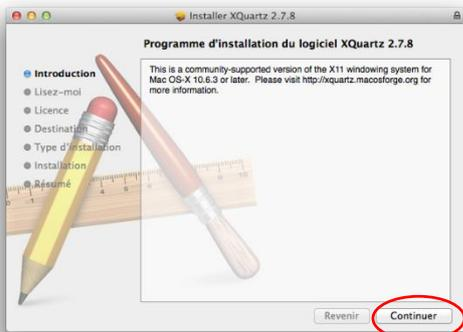 Installer XQuartz 2.7.8
Programme d'installation du logiciel XQuartz 2.7.8
Introduction
Lisez-moi
Licence
Destination
Type d'installation
Installation
Résumé
This is a community-supported version of the X11 windowing system for
Mac OS-X 10.6.3 or later. Please visit http://xquartz.macosforge.org for
more information.
Revenir
Continuer